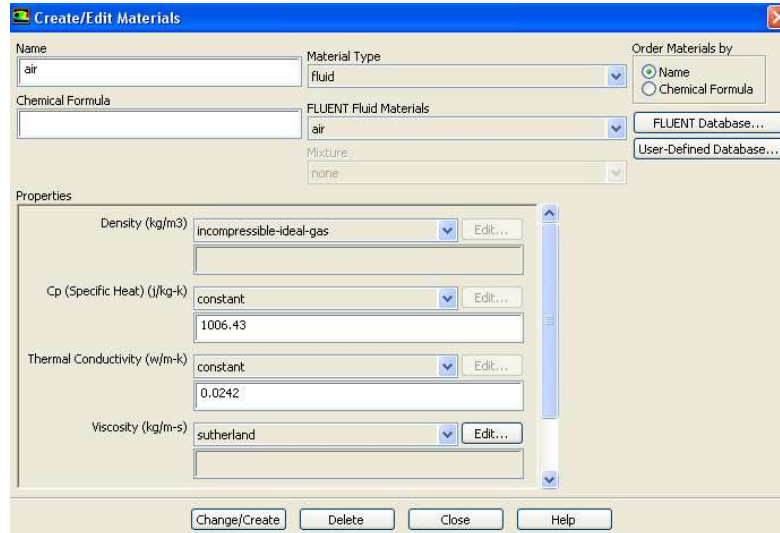 Create/Edit Materials
Name
air
Material Type
fluid
Order Materials by
Name
Chemical Formula
Chemical Formula
FLUENT Fluid Materials
air
FLUENT Database...
User-Defined Database...
Mixture
none
Properties
Density (kg/m3)
incompressible-ideal-gas
Edit...
Cp (Specific Heat) (j/kg-k)
constant
Edit...
1006.43
Thermal Conductivity (w/m-k)
constant
Edit...
0.0242
Viscosity (kg/m-s)
sutherland
Edit...
Change/Create
Delete
Close
Help